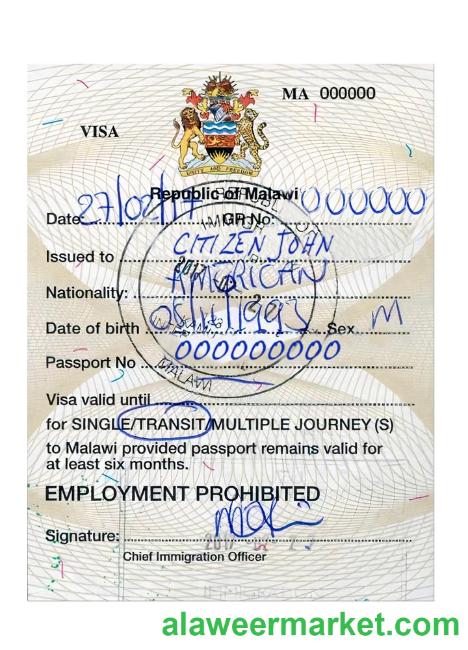 MA 000000
VISA
UNITE AND FREEDOM
Republic of Malawi
Date: 27/02/17 GR No: 000000
Issued to CITIZEN JOHN
Nationality: AMERICAN
Date of birth 05/11/1993 Sex M
Passport No 000000000
MALAWI
Visa valid until
for SINGLE/TRANSIT/MULTIPLE JOURNEY (S)
to Malawi provided passport remains valid for
at least six months.
EMPLOYMENT PROHIBITED
Signature:
Chief Immigration Officer
alaweermarket.com